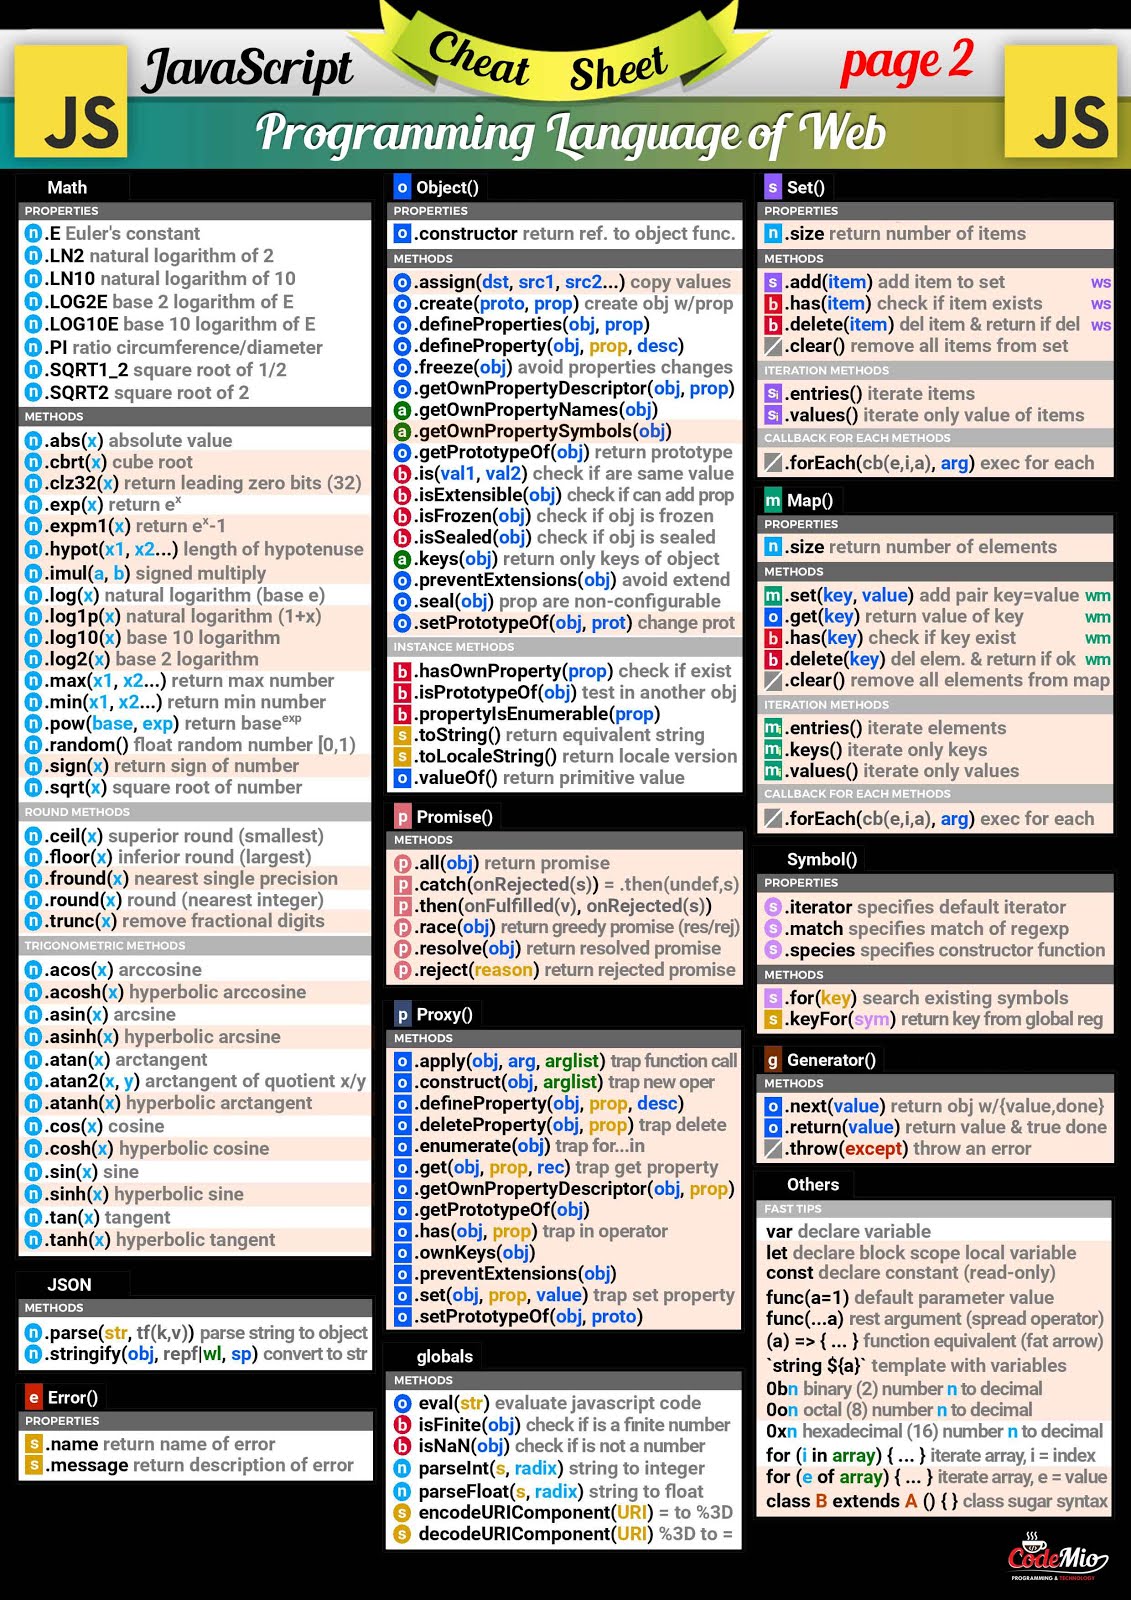 JavaScript
Cheat Sheet
page 2
JS
JS
Programming Language of Web
Math
PROPERTIES
n .E Euler's constant
n .LN2 natural logarithm of 2
n .LN10 natural logarithm of 10
n .LOG2E base 2 logarithm of E
n .LOG10E base 10 logarithm of E
n .PI ratio circumference/diameter
n .SQRT1_2 square root of 1/2
n .SQRT2 square root of 2
METHODS
n .abs(x) absolute value
n .cbrt(x) cube root
n .clz32(x) return leading zero bits (32)
n .exp(x) return e^x
n .expm1(x) return e^x-1
n .hypot(x1, x2...) length of hypotenuse
n .imul(a, b) signed multiply
n .log(x) natural logarithm (base e)
n .log1p(x) natural logarithm (1+x)
n .log10(x) base 10 logarithm
n .log2(x) base 2 logarithm
n .max(x1, x2...) return max number
n .min(x1, x2...) return min number
n .pow(base, exp) return base^exp
n .random() float random number [0,1)
n .sign(x) return sign of number
n .sqrt(x) square root of number
ROUND METHODS
n .ceil(x) superior round (smallest)
n .floor(x) inferior round (largest)
n .fround(x) nearest single precision
n .round(x) round (nearest integer)
n .trunc(x) remove fractional digits
TRIGONOMETRIC METHODS
n .acos(x) arccosine
n .acosh(x) hyperbolic arccosine
n .asin(x) arcsine
n .asinh(x) hyperbolic arcsine
n .atan(x) arctangent
n .atan2(x, y) arctangent of quotient x/y
n .atanh(x) hyperbolic arctangent
n .cos(x) cosine
n .cosh(x) hyperbolic cosine
n .sin(x) sine
n .sinh(x) hyperbolic sine
n .tan(x) tangent
n .tanh(x) hyperbolic tangent
JSON
METHODS
n .parse(str, tf(k,v)) parse string to object
n .stringify(obj, repf|wl, sp) convert to str
e Error()
PROPERTIES
s .name return name of error
s .message return description of error
o Object()
PROPERTIES
o .constructor return ref. to object func.
METHODS
o .assign(dst, src1, src2...) copy values
o .create(proto, prop) create obj w/prop
o .defineProperties(obj, prop)
o .defineProperty(obj, prop, desc)
o .freeze(obj) avoid properties changes
o .getOwnPropertyDescriptor(obj, prop)
a .getOwnPropertyNames(obj)
a .getOwnPropertySymbols(obj)
o .getPrototypeOf(obj) return prototype
b .is(val1, val2) check if are same value
b .isExtensible(obj) check if can add prop
b .isFrozen(obj) check if obj is frozen
b .isSealed(obj) check if obj is sealed
a .keys(obj) return only keys of object
o .preventExtensions(obj) avoid extend
o .seal(obj) prop are non-configurable
o .setPrototypeOf(obj, prot) change prot
INSTANCE METHODS
b .hasOwnProperty(prop) check if exist
b .isPrototypeOf(obj) test in another obj
b .propertyIsEnumerable(prop)
s .toString() return equivalent string
s .toLocaleString() return locale version
o .valueOf() return primitive value
p Promise()
METHODS
p .all(obj) return promise
p .catch(onRejected(s)) = .then(undef,s)
p .then(onFulfilled(v), onRejected(s))
p .race(obj) return greedy promise (res/rej)
p .resolve(obj) return resolved promise
p .reject(reason) return rejected promise
p Proxy()
METHODS
o .apply(obj, arg, arglist) trap function call
o .construct(obj, arglist) trap new oper
o .defineProperty(obj, prop, desc)
o .deleteProperty(obj, prop) trap delete
o .enumerate(obj) trap for...in
o .get(obj, prop, rec) trap get property
o .getOwnPropertyDescriptor(obj, prop)
o .getPrototypeOf(obj)
o .has(obj, prop) trap in operator
o .ownKeys(obj)
o .preventExtensions(obj)
o .set(obj, prop, value) trap set property
o .setPrototypeOf(obj, proto)
globals
METHODS
o eval(str) evaluate javascript code
b isFinite(obj) check if is a finite number
b isNaN(obj) check if is not a number
n parseInt(s, radix) string to integer
n parseFloat(s, radix) string to float
s encodeURIComponent(URI) = to %3D
s decodeURIComponent(URI) %3D to =
s Set()
PROPERTIES
n .size return number of items
METHODS
s .add(item) add item to set ws
b .has(item) check if item exists ws
b .delete(item) del item & return if del ws
.clear() remove all items from set
ITERATION METHODS
si .entries() iterate items
si .values() iterate only value of items
CALLBACK FOR EACH METHODS
.forEach(cb(e,i,a), arg) exec for each
m Map()
PROPERTIES
n .size return number of elements
METHODS
m .set(key, value) add pair key=value wm
o .get(key) return value of key wm
b .has(key) check if key exist wm
b .delete(key) del elem. & return if ok wm
.clear() remove all elements from map
ITERATION METHODS
mi .entries() iterate elements
mi .keys() iterate only keys
mi .values() iterate only values
CALLBACK FOR EACH METHODS
.forEach(cb(e,i,a), arg) exec for each
Symbol()
PROPERTIES
s .iterator specifies default iterator
s .match specifies match of regexp
s .species specifies constructor function
METHODS
s .for(key) search existing symbols
s .keyFor(sym) return key from global reg
g Generator()
METHODS
o .next(value) return obj w/{value,done}
o .return(value) return value & true done
.throw(except) throw an error
Others
FAST TIPS
var declare variable
let declare block scope local variable
const declare constant (read-only)
func(a=1) default parameter value
func(...a) rest argument (spread operator)
(a) => { ... } function equivalent (fat arrow)
`string ${a}` template with variables
0bn binary (2) number n to decimal
0on octal (8) number n to decimal
0xn hexadecimal (16) number n to decimal
for (i in array) { ... } iterate array, i = index
for (e of array) { ... } iterate array, e = value
class B extends A () { } class sugar syntax
CodeMio
PROGRAMMING & TECHNOLOGY